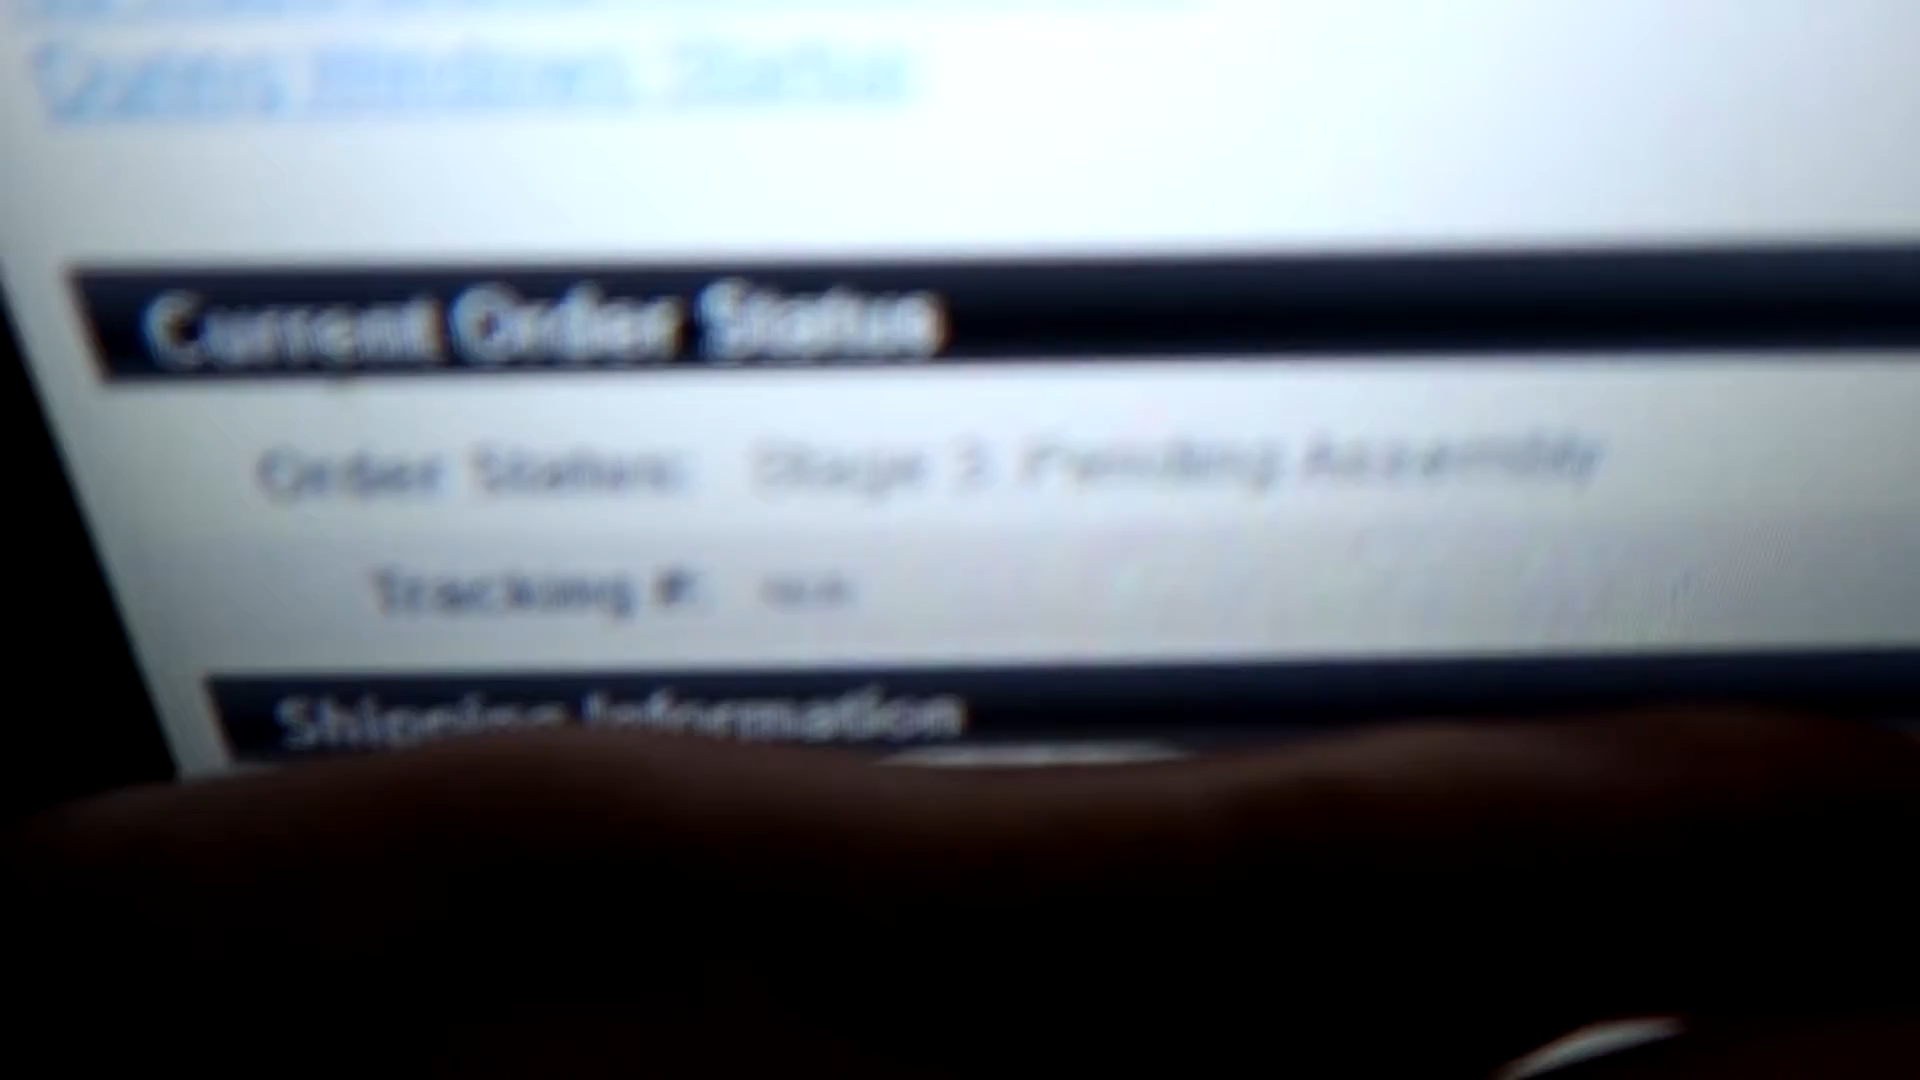 Current Order Status
Order Status: Stage 3 Pending Assembly
Tracking #:
Shipping Information